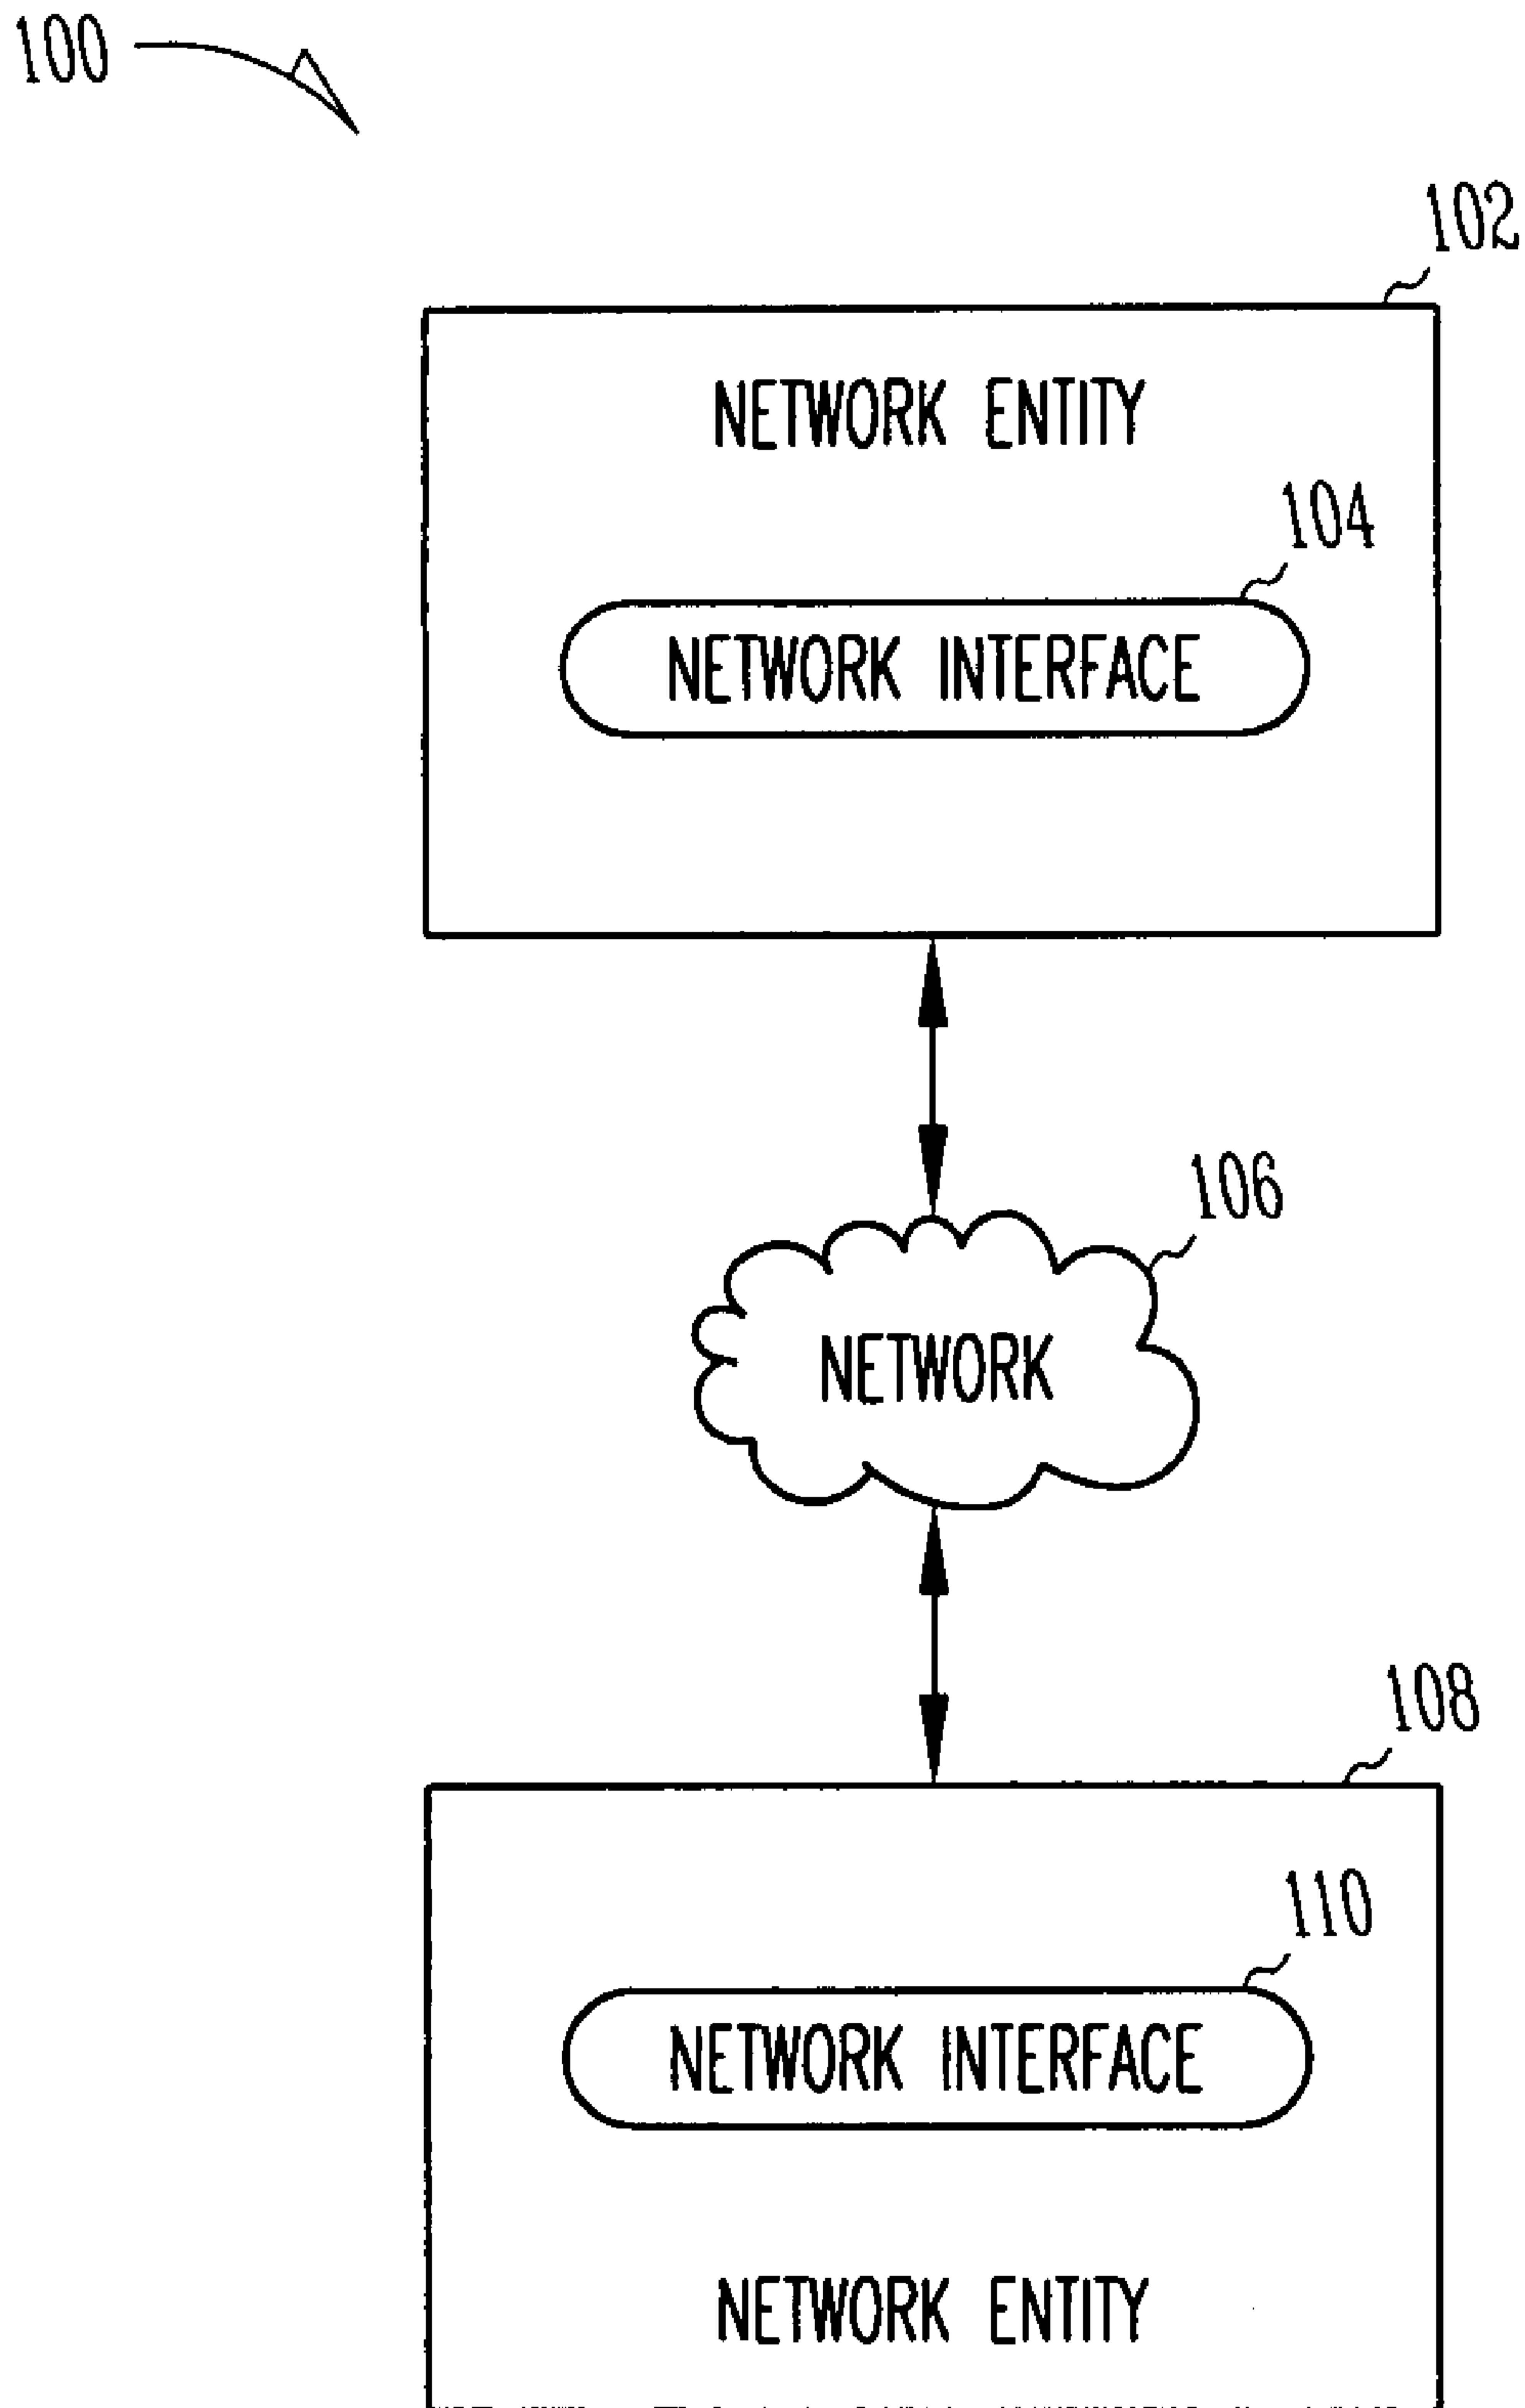 100
102
NETWORK ENTITY
104
NETWORK INTERFACE
106
NETWORK
108
110
NETWORK INTERFACE
NETWORK ENTITY